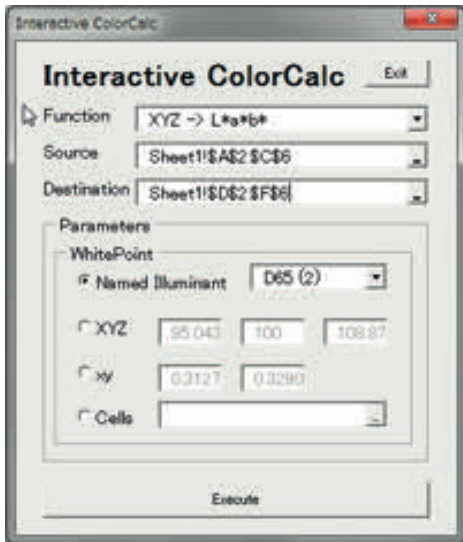 Interactive ColorCalc
Interactive ColorCalc Exit
Function XYZ -> L*a*b*
Source Sheet1!$A$2:$C$6
Destination Sheet1!$D$2:$F$6
Parameters
WhitePoint
Named Illuminant D65 (2)
XYZ 95.043 100 108.87
xy 0.3127 0.3290
Cells
Execute